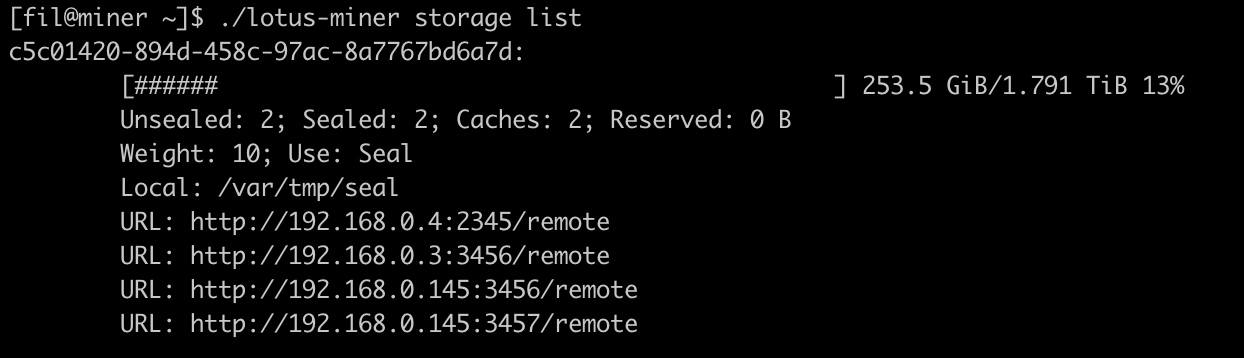 [fil@miner ~]$ ./lotus-miner storage list
c5c01420-894d-458c-97ac-8a7767bd6a7d:
	[######                                            ] 253.5 GiB/1.791 TiB 13%
	Unsealed: 2; Sealed: 2; Caches: 2; Reserved: 0 B
	Weight: 10; Use: Seal
	Local: /var/tmp/seal
	URL: http://192.168.0.4:2345/remote
	URL: http://192.168.0.3:3456/remote
	URL: http://192.168.0.145:3456/remote
	URL: http://192.168.0.145:3457/remote